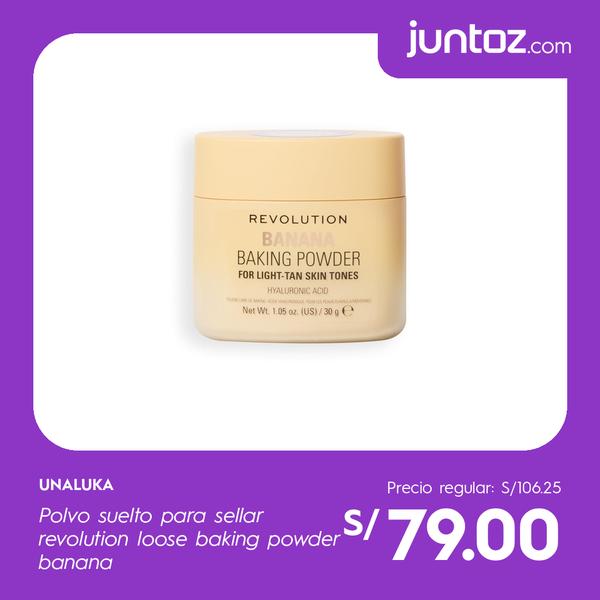 juntoz.com
REVOLUTION
BANANA
BAKING POWDER
FOR LIGHT-TAN SKIN TONES
HYALURONIC ACID
Net Wt. 1.05 oz. (US) / 30 g ℮
UNALUKA
Polvo suelto para sellar
revolution loose baking powder
banana
Precio regular: S/106.25
S/79.00